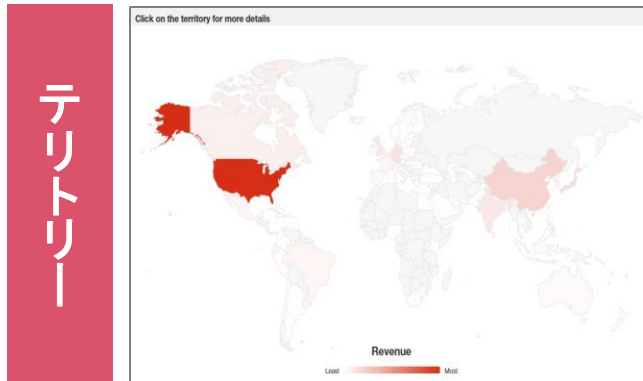 テリトリー
Click on the territory for more details
Revenue
Least
Most